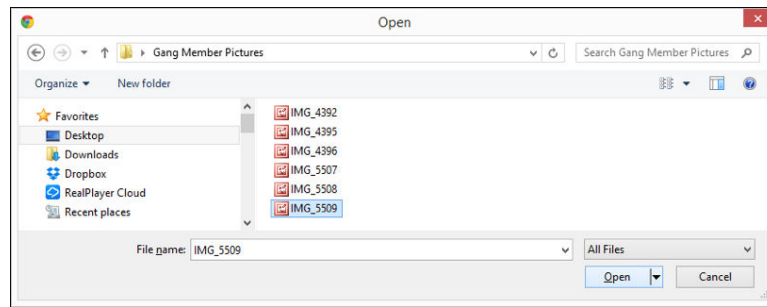 Open
Gang Member Pictures
Search Gang Member Pictures
Organize
New folder
Favorites
Desktop
Downloads
Dropbox
RealPlayer Cloud
Recent places
IMG_4392
IMG_4395
IMG_4396
IMG_5507
IMG_5508
IMG_5509
File name: IMG_5509
All Files
Open
Cancel